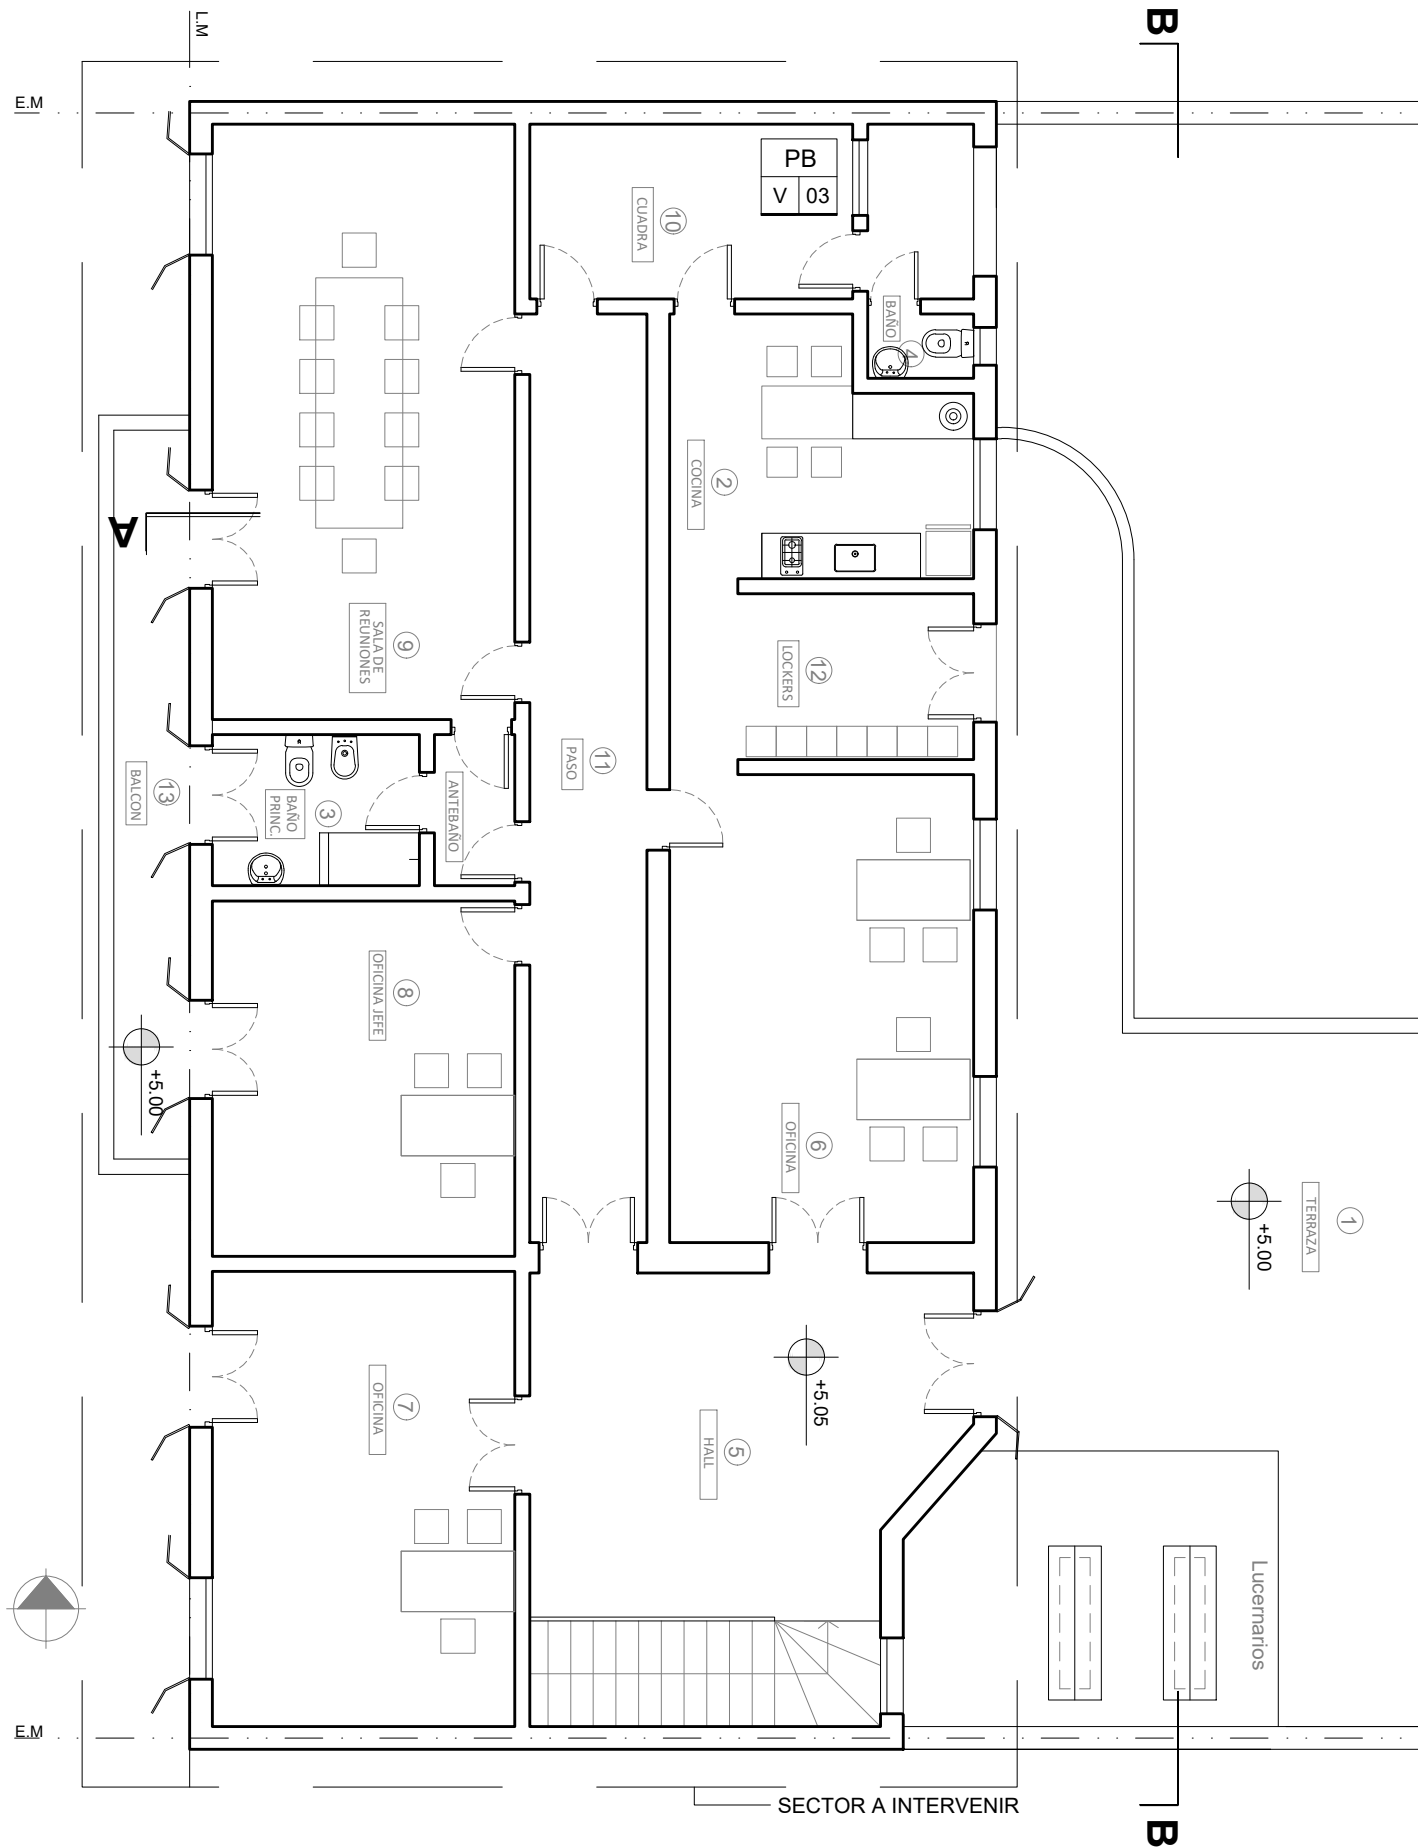 L.M
B
E.M
PB
V 03
10
CUADRA
BAÑO
4
2
COCINA
A
9
SALA DE
REUNIONES
12
LOCKERS
11
PASO
13
BALCON
3
BAÑO
PRINC.
ANTEBAÑO
8
OFICINA JEFE
+5.00
6
OFICINA
1
TERRAZA
+5.00
+5.05
7
OFICINA
5
HALL
Lucernarios
E.M
SECTOR A INTERVENIR
B